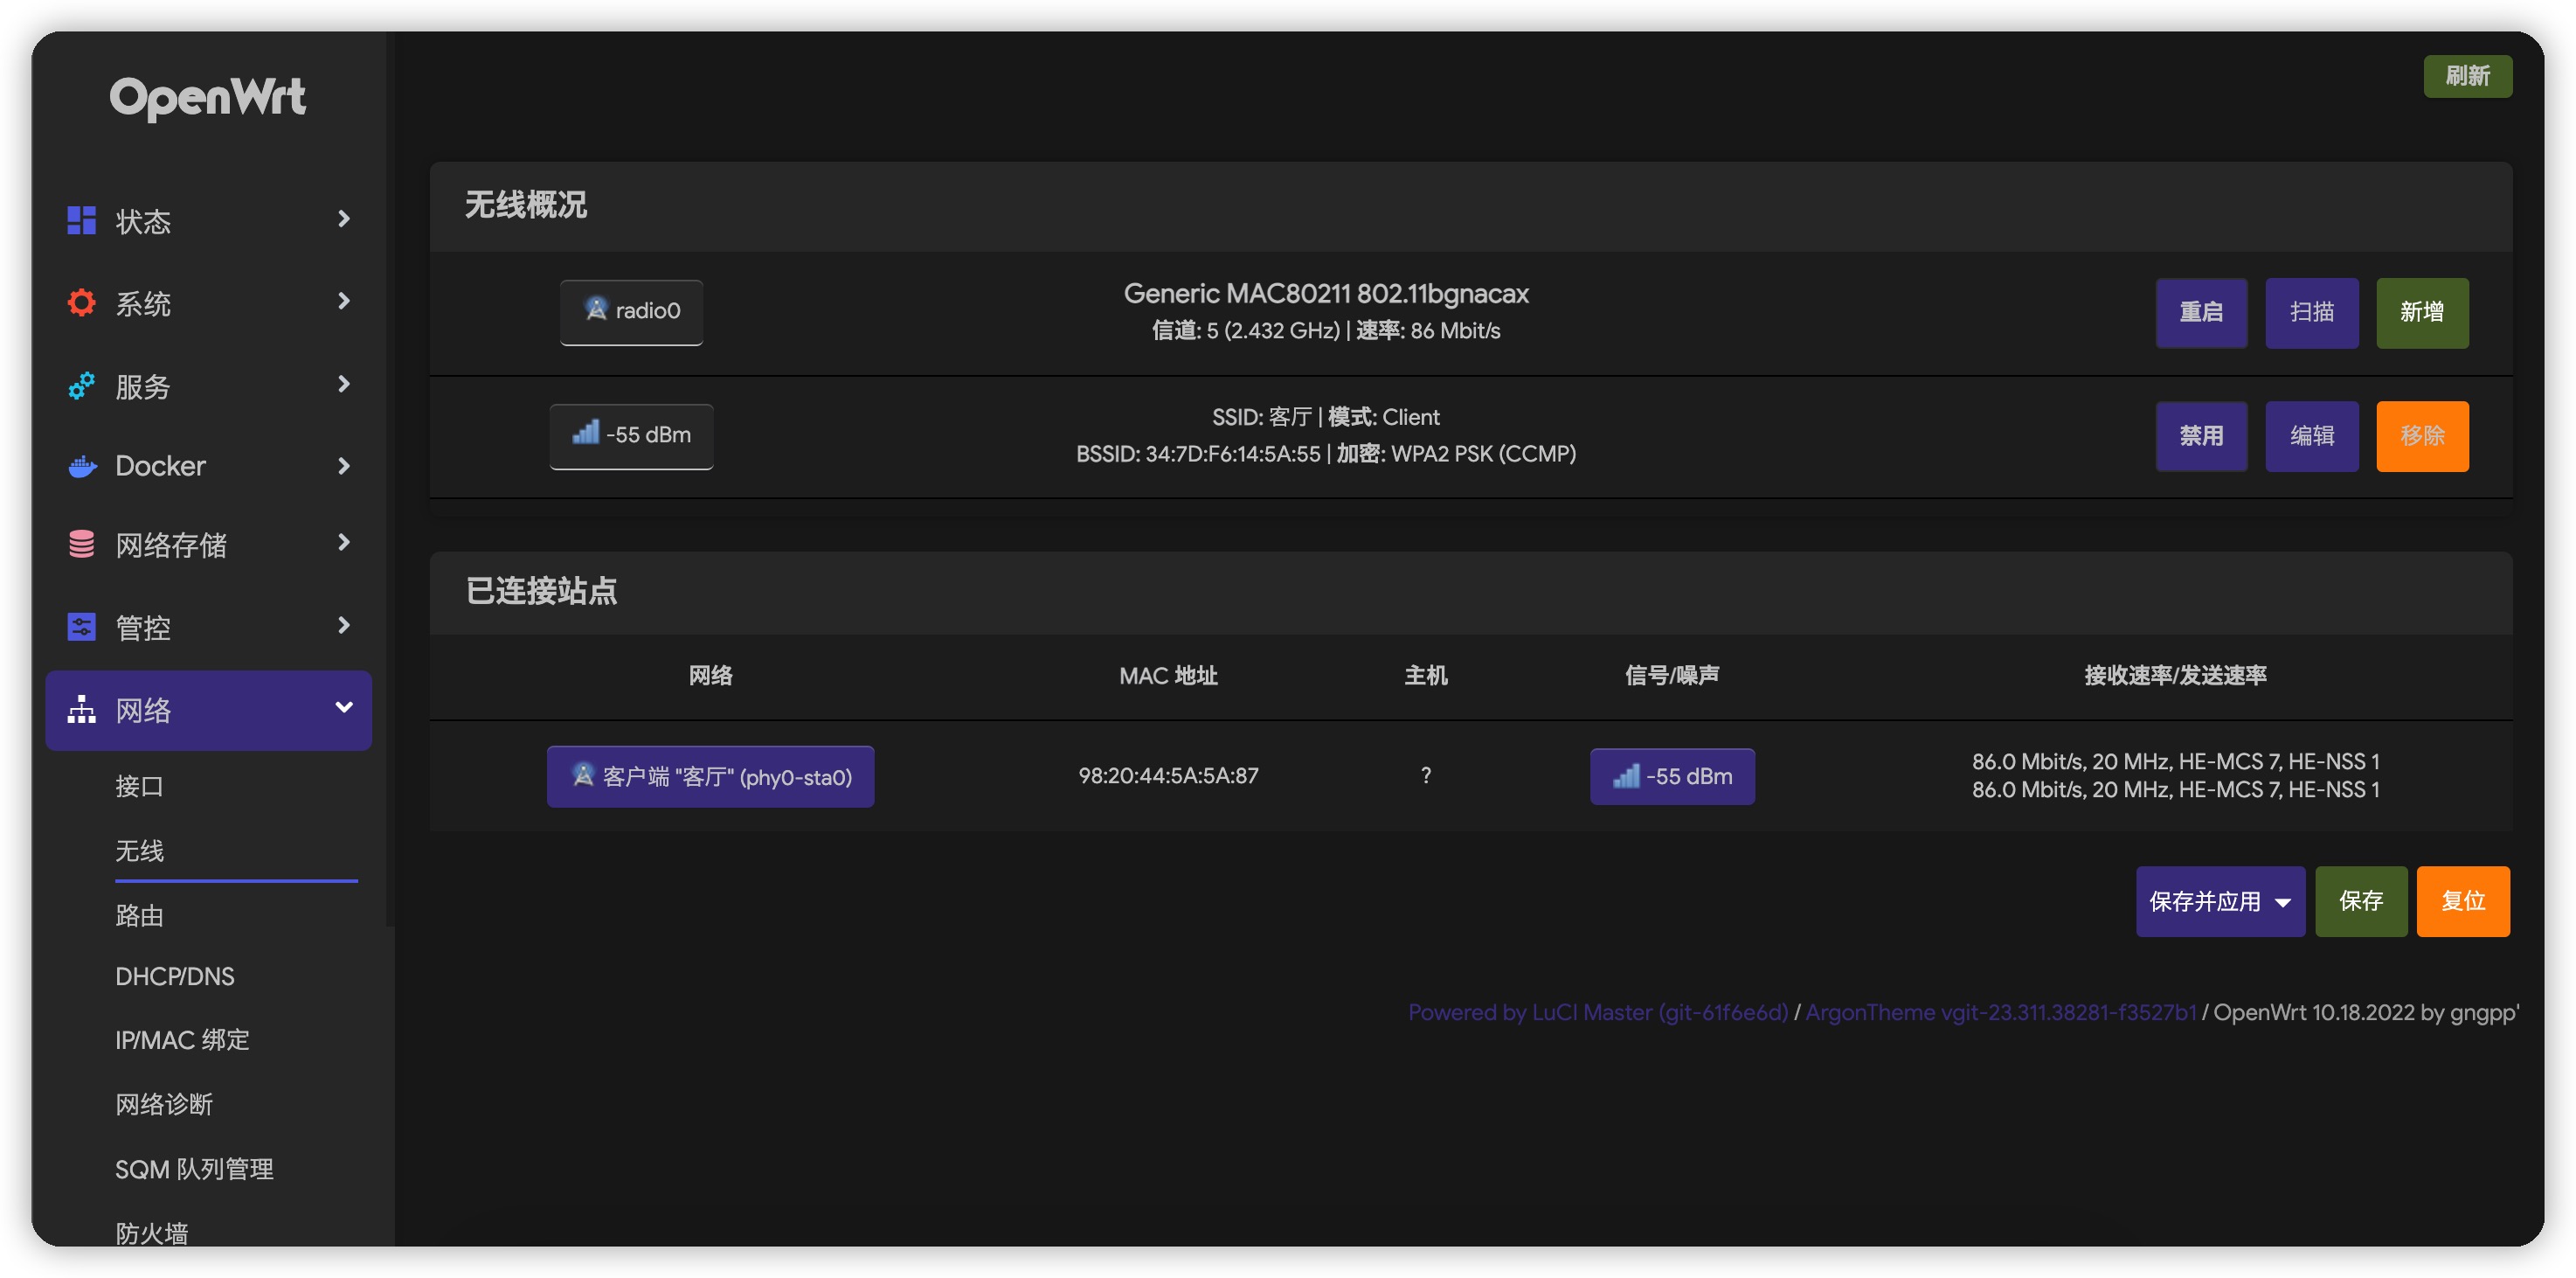 OpenWrt
状态
系统
服务
Docker
网络存储
管控
网络
接口
无线
路由
DHCP/DNS
IP/MAC 绑定
网络诊断
SQM 队列管理
防火墙
刷新
无线概况
radio0
Generic MAC80211 802.11bgnacax
信道: 5 (2.432 GHz) | 速率: 86 Mbit/s
重启 扫描 新增
-55 dBm
SSID: 客厅 | 模式: Client
BSSID: 34:7D:F6:14:5A:55 | 加密: WPA2 PSK (CCMP)
禁用 编辑 移除
已连接站点
网络 MAC 地址 主机 信号/噪声 接收速率/发送速率
客户端 "客厅" (phy0-sta0) 98:20:44:5A:5A:87 ? -55 dBm
86.0 Mbit/s, 20 MHz, HE-MCS 7, HE-NSS 1
86.0 Mbit/s, 20 MHz, HE-MCS 7, HE-NSS 1
保存并应用 保存 复位
Powered by LuCI Master (git-61f6e6d) / ArgonTheme vgit-23.311.38281-f3527b1 / OpenWrt 10.18.2022 by gngpp'